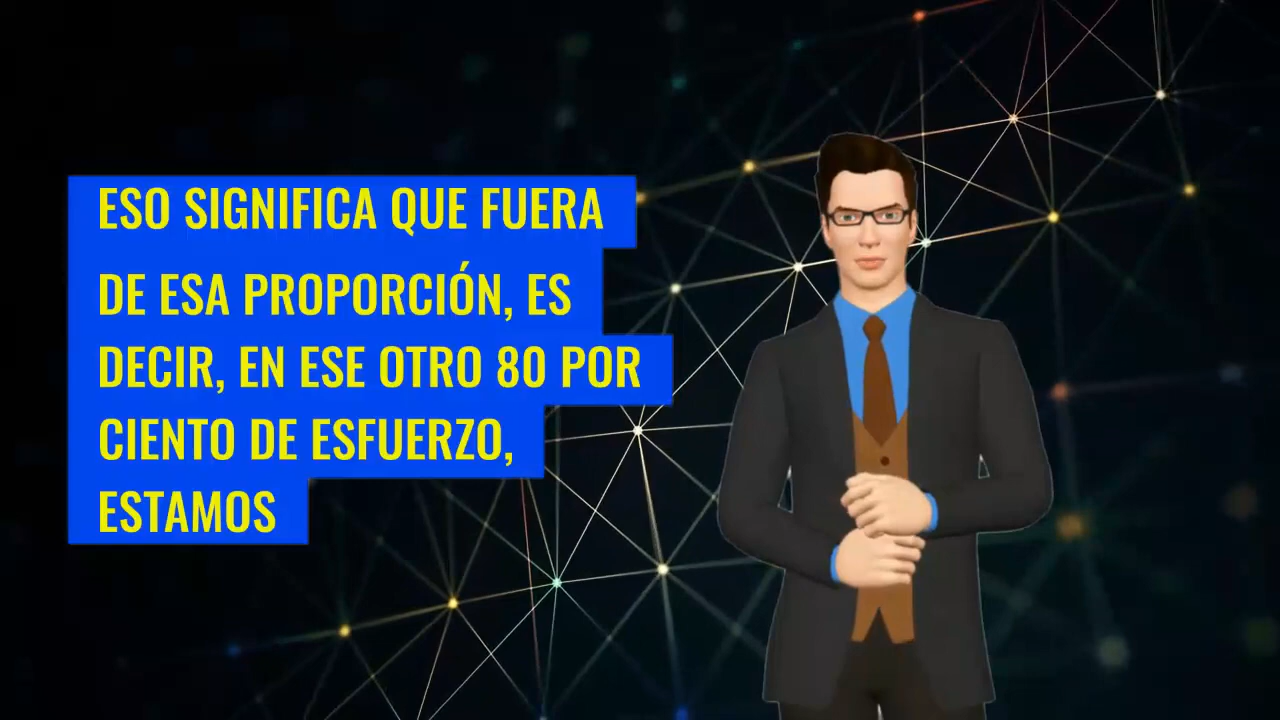 ESO SIGNIFICA QUE FUERA
DE ESA PROPORCIÓN, ES
DECIR, EN ESE OTRO 80 POR
CIENTO DE ESFUERZO,
ESTAMOS